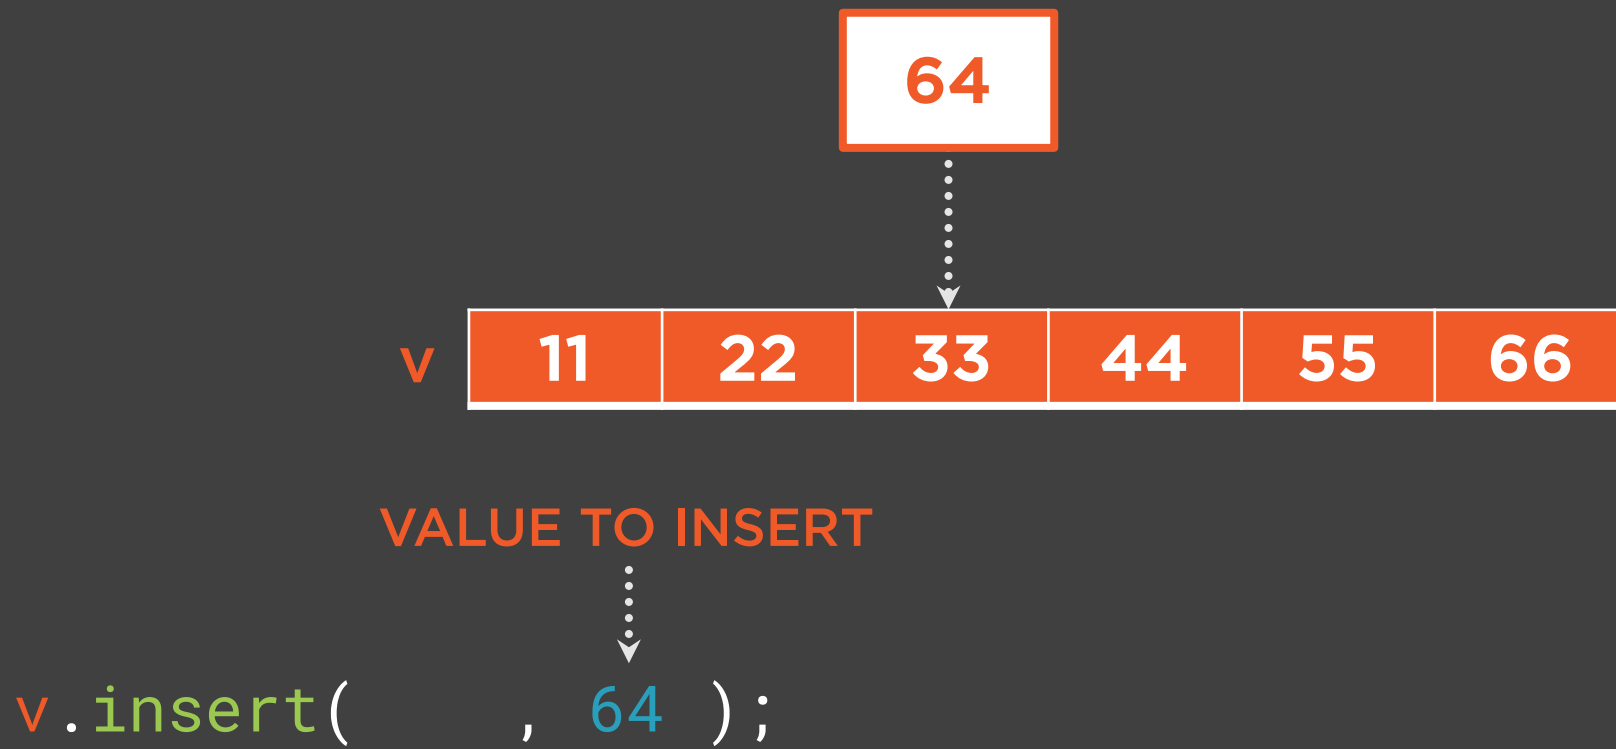 64
v 11 22 33 44 55 66
VALUE TO INSERT
v.insert( , 64 );